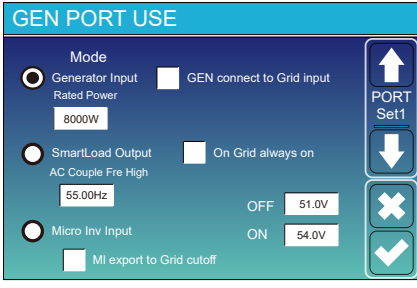 GEN PORT USE
Mode
Generator Input
GEN connect to Grid input
Rated Power
8000W
PORT
Set1
SmartLoad Output
On Grid always on
AC Couple Fre High
55.00Hz
OFF 51.0V
Micro Inv Input
ON 54.0V
MI export to Grid cutoff